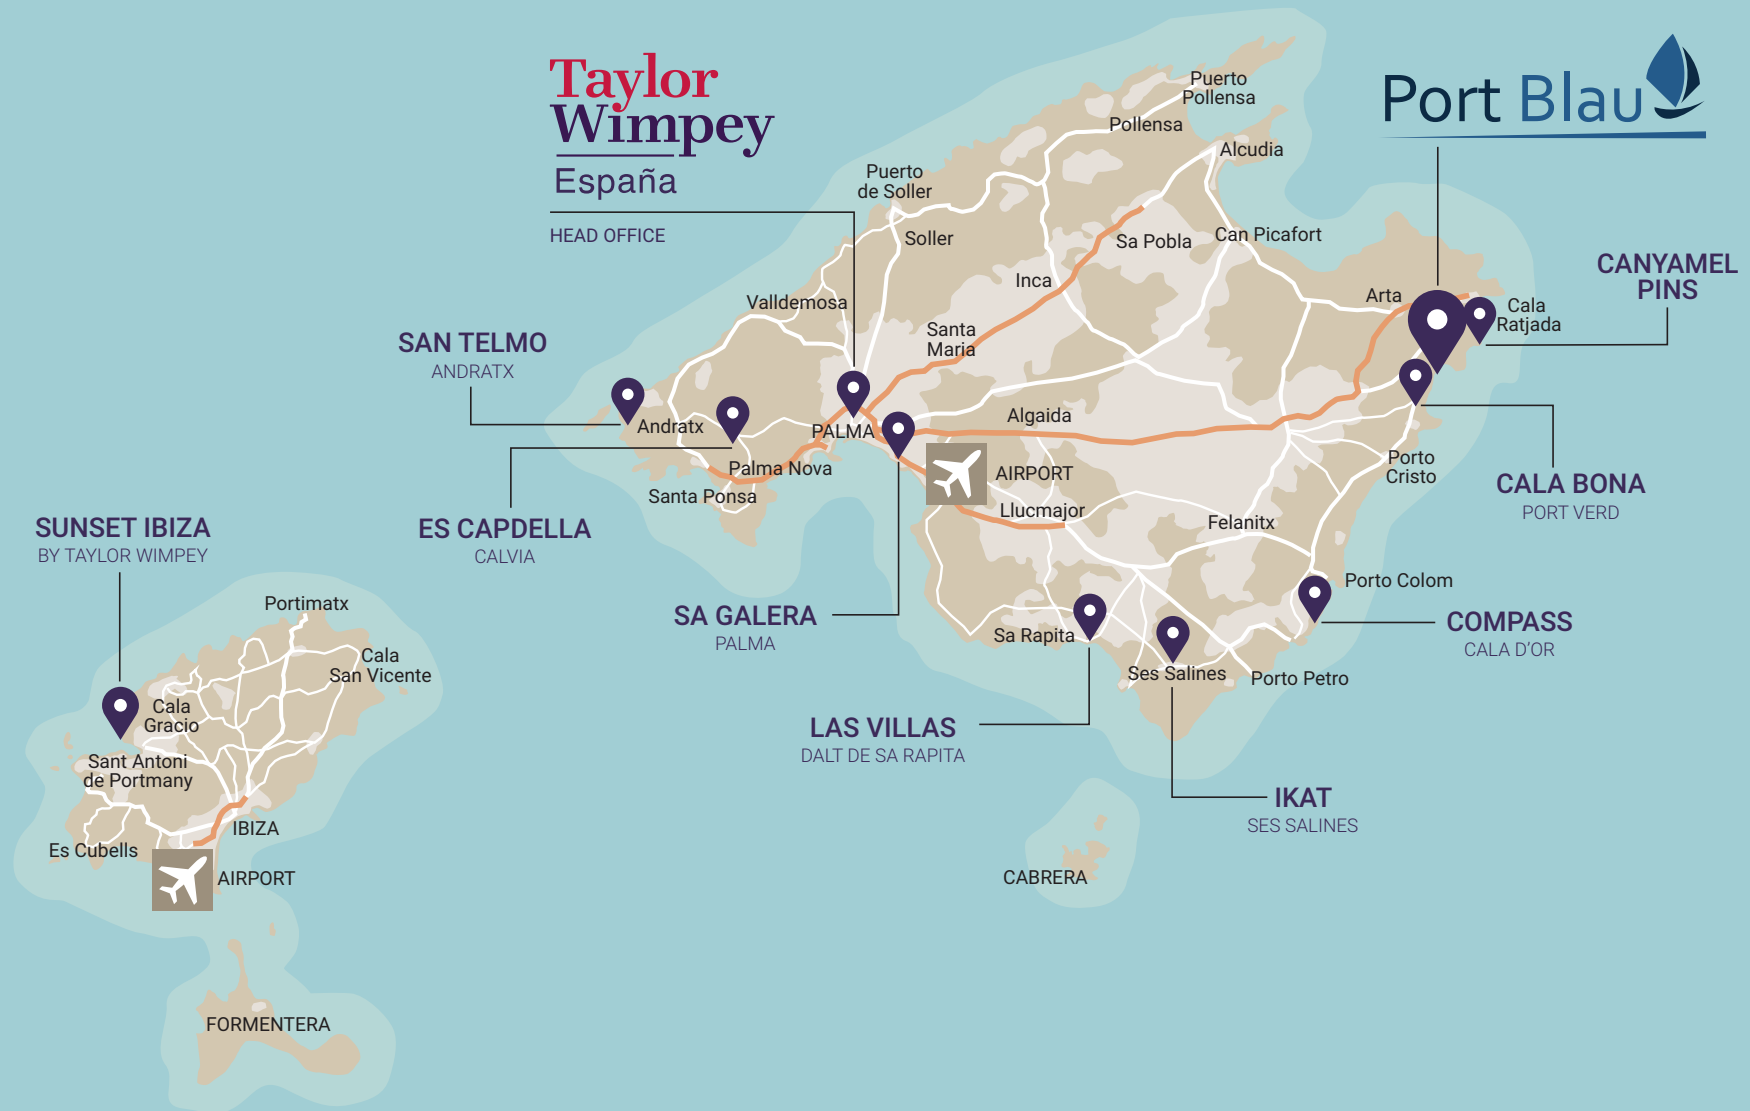 Taylor
Wimpey
España
HEAD OFFICE
Port Blau
Puerto
Pollensa
Pollensa
Alcudia
Puerto
de Soller
Soller
Sa Pobla
Can Picafort
Inca
Arta
Cala
Ratjada
CANYAMEL
PINS
Valldemosa
Santa
Maria
SAN TELMO
ANDRATX
Andratx
PALMA
Algaida
Palma Nova
Santa Ponsa
AIRPORT
Llucmajor
Porto
Cristo
CALA BONA
PORT VERD
Felanitx
ES CAPDELLA
CALVIA
SUNSET IBIZA
BY TAYLOR WIMPEY
Porto Colom
SA GALERA
PALMA
COMPASS
CALA D'OR
Sa Rapita
Ses Salines
Porto Petro
LAS VILLAS
DALT DE SA RAPITA
IKAT
SES SALINES
Portimatx
Cala
San Vicente
Cala
Gracio
Sant Antoni
de Portmany
IBIZA
Es Cubells
AIRPORT
CABRERA
FORMENTERA